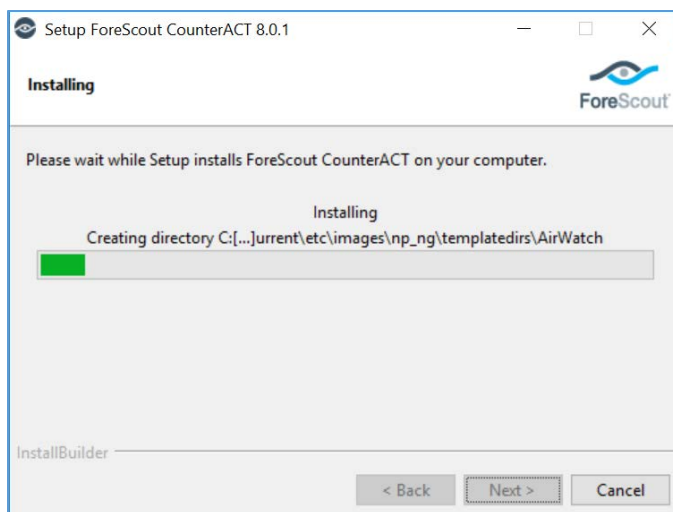 Setup ForeScout CounterACT 8.0.1
Installing
ForeScout
Please wait while Setup installs ForeScout CounterACT on your computer.
Installing
Creating directory C:[...]urrent\etc\images\np_ng\templatedirs\AirWatch
InstallBuilder
< Back
Next >
Cancel